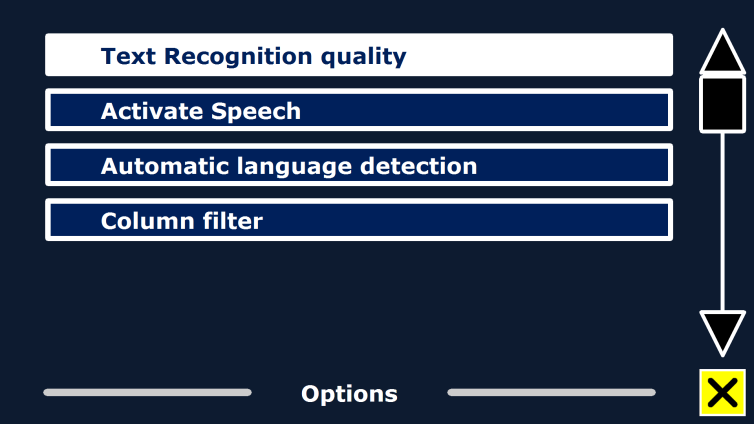 Text Recognition quality
Activate Speech
Automatic language detection
Column filter
Options